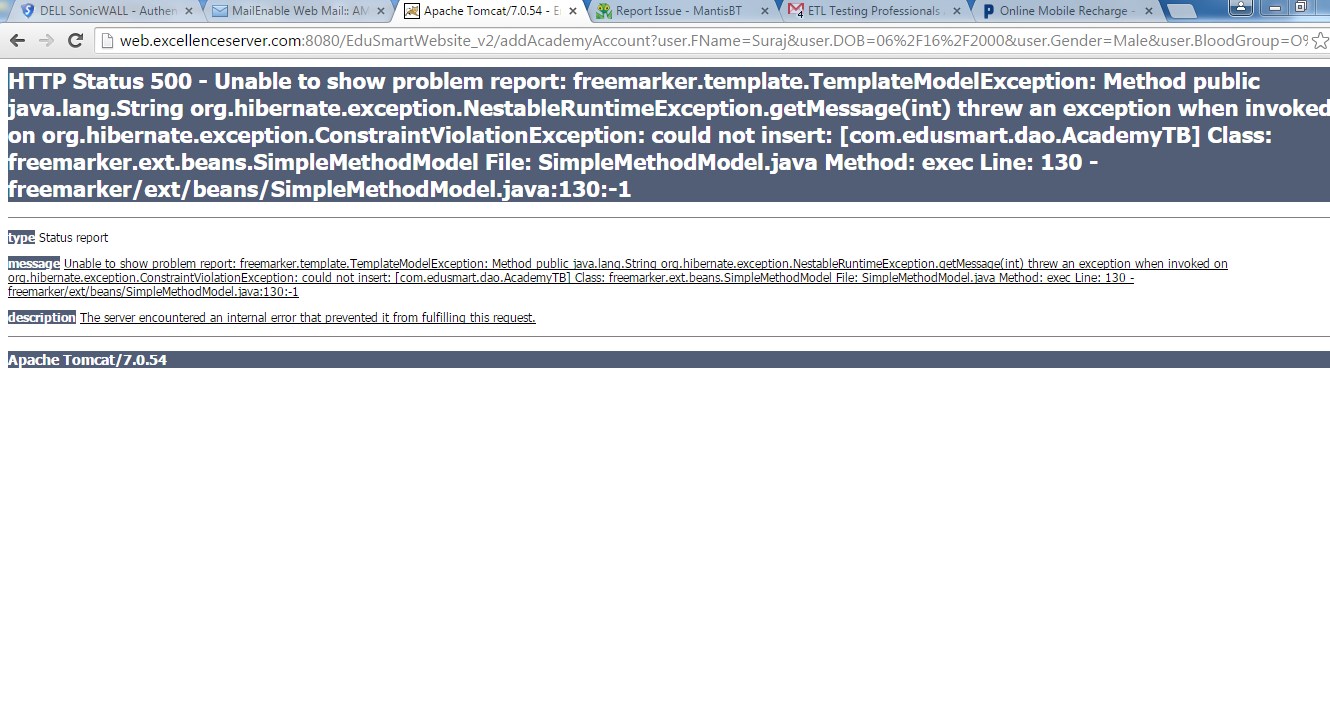 DELL SonicWALL - Authen
MailEnable Web Mail:: AM
Apache Tomcat/7.0.54 - E
Report Issue - MantisBT
4
ETL Testing Professionals
Online Mobile Recharge -
web.excellenceserver.com:8080/EduSmartWebsite_v2/addAcademyAccount?user.FName=Suraj&user.DOB=06%2F16%2F2000&user.Gender=Male&user.BloodGroup=O%
HTTP Status 500 - Unable to show problem report: freemarker.template.TemplateModelException: Method public
java.lang.String org.hibernate.exception.NestableRuntimeException.getMessage(int) threw an exception when invoked
on org.hibernate.exception.ConstraintViolationException: could not insert: [com.edusmart.dao.AcademyTB] Class:
freemarker.ext.beans.SimpleMethodModel File: SimpleMethodModel.java Method: exec Line: 130 -
freemarker/ext/beans/SimpleMethodModel.java:130:-1
type Status report
message Unable to show problem report: freemarker.template.TemplateModelException: Method public java.lang.String org.hibernate.exception.NestableRuntimeException.getMessage(int) threw an exception when invoked on
org.hibernate.exception.ConstraintViolationException: could not insert: [com.edusmart.dao.AcademyTB] Class: freemarker.ext.beans.SimpleMethodModel File: SimpleMethodModel.java Method: exec Line: 130 -
freemarker/ext/beans/SimpleMethodModel.java:130:-1
description The server encountered an internal error that prevented it from fulfilling this request.
Apache Tomcat/7.0.54